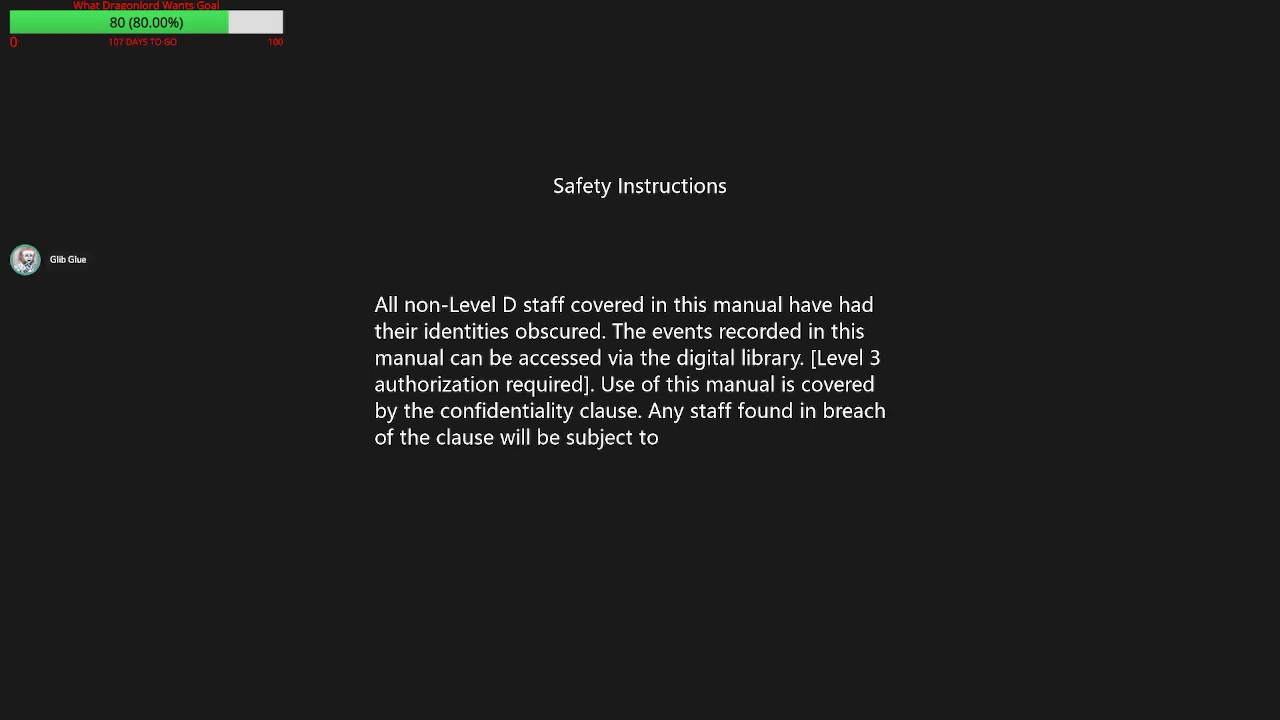 What Dragonlord Wants Goal
80 (80.00%)
0
107 DAYS TO GO
100
Safety Instructions
Glib Glue
All non-Level D staff covered in this manual have had
their identities obscured. The events recorded in this
manual can be accessed via the digital library. [Level 3
authorization required]. Use of this manual is covered
by the confidentiality clause. Any staff found in breach
of the clause will be subject to